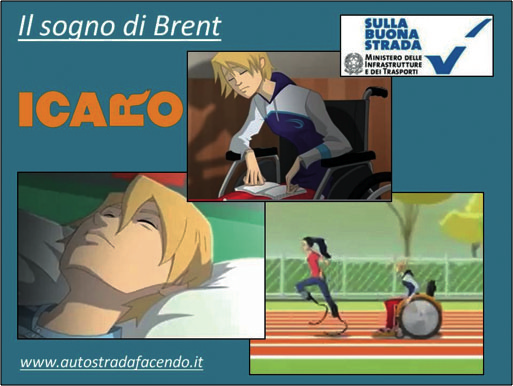 Il sogno di Brent
SULLA
BUONA
STRADA
MINISTERO DELLE
INFRASTRUTTURE
E DEI TRASPORTI
ICARO
www.autostradafacendo.it